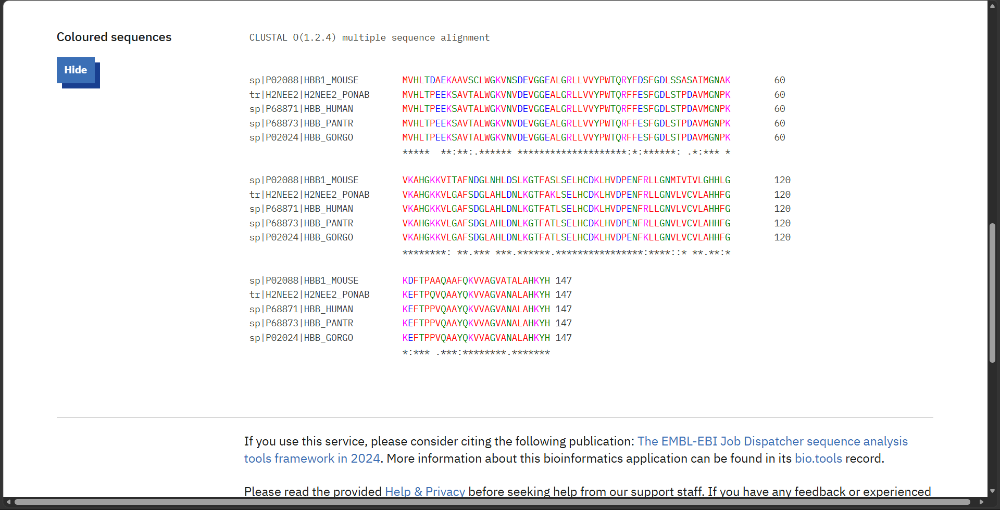 Coloured sequences
Hide
CLUSTAL O(1.2.4) multiple sequence alignment
sp|P02088|HBB1_MOUSE MVHLTDAEKAAVSCLWGKVNSDEVGGEALGRLLVVYPWTQRYFDSFGDLSSASAIMGNAK 60
tr|H2NEE2|H2NEE2_PONAB MVHLTPEEKSAVTALWGKVNVDEVGGEALGRLLVVYPWTQRFFESFGDLSTPDAVMGNPK 60
sp|P68871|HBB_HUMAN MVHLTPEEKSAVTALWGKVNVDEVGGEALGRLLVVYPWTQRFFESFGDLSTPDAVMGNPK 60
sp|P68873|HBB_PANTR MVHLTPEEKSAVTALWGKVNVDEVGGEALGRLLVVYPWTQRFFESFGDLSTPDAVMGNPK 60
sp|P02024|HBB_GORGO MVHLTPEEKSAVTALWGKVNVDEVGGEALGRLLVVYPWTQRFFESFGDLSTPDAVMGNPK 60
*****  **:**:.****** ********************:*:******: .*:*** *
sp|P02088|HBB1_MOUSE VKAHGKKVITAFNDGLNHLDSLKGTFASLSELHCDKLHVDPENFRLLGNMIVIVLGHHLG 120
tr|H2NEE2|H2NEE2_PONAB VKAHGKKVLGAFSDGLAHLDNLKGTFAKLSELHCDKLHVDPENFRLLGNVLVCVLAHHFG 120
sp|P68871|HBB_HUMAN VKAHGKKVLGAFSDGLAHLDNLKGTFATLSELHCDKLHVDPENFRLLGNVLVCVLAHHFG 120
sp|P68873|HBB_PANTR VKAHGKKVLGAFSDGLAHLDNLKGTFATLSELHCDKLHVDPENFRLLGNVLVCVLAHHFG 120
sp|P02024|HBB_GORGO VKAHGKKVLGAFSDGLAHLDNLKGTFATLSELHCDKLHVDPENFKLLGNVLVCVLAHHFG 120
********: **.*** ***.******.****************:****::* **.**:*
sp|P02088|HBB1_MOUSE KDFTPAAQAAFQKVVAGVATALAHKYH 147
tr|H2NEE2|H2NEE2_PONAB KEFTPQVQAAYQKVVAGVANALAHKYH 147
sp|P68871|HBB_HUMAN KEFTPPVQAAYQKVVAGVANALAHKYH 147
sp|P68873|HBB_PANTR KEFTPPVQAAYQKVVAGVANALAHKYH 147
sp|P02024|HBB_GORGO KEFTPPVQAAYQKVVAGVANALAHKYH 147
*:*** .***:********.*******
If you use this service, please consider citing the following publication: The EMBL-EBI Job Dispatcher sequence analysis
tools framework in 2024. More information about this bioinformatics application can be found in its bio.tools record.
Please read the provided Help & Privacy before seeking help from our support staff. If you have any feedback or experienced